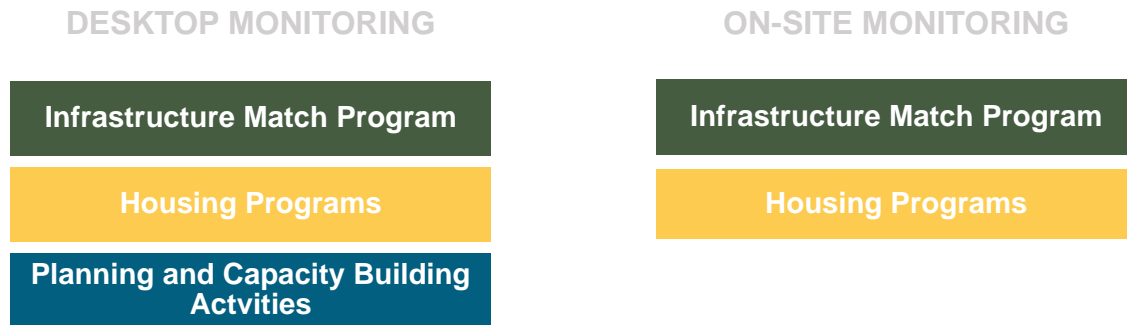 DESKTOP MONITORING
Infrastructure Match Program
Housing Programs
Planning and Capacity Building
Actvities
ON-SITE MONITORING
Infrastructure Match Program
Housing Programs